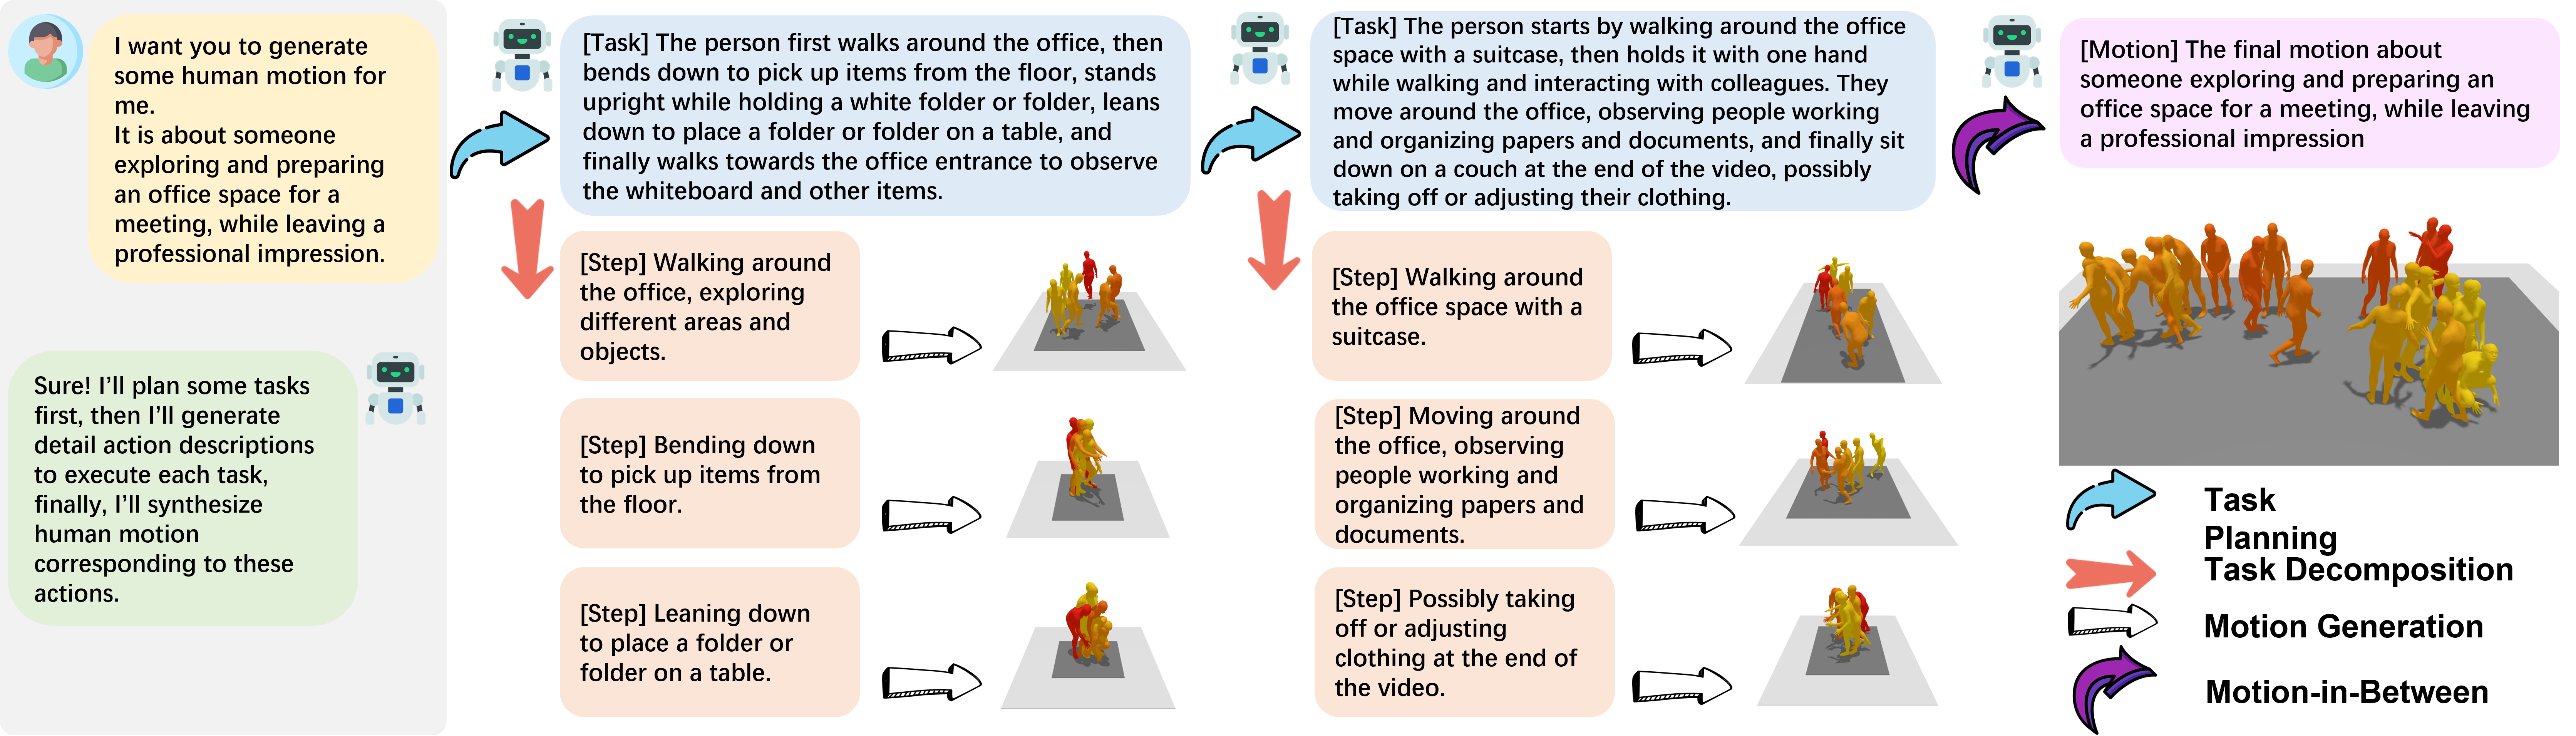 I want you to generate
some human motion for
me.
It is about someone
exploring and preparing
an office space for a
meeting, while leaving a
professional impression.
Sure! I'll plan some tasks
first, then I'll generate
detail action descriptions
to execute each task,
finally, I'll synthesize
human motion
corresponding to these
actions.
[Task] The person first walks around the office, then
bends down to pick up items from the floor, stands
upright while holding a white folder or folder, leans
down to place a folder or folder on a table, and
finally walks towards the office entrance to observe
the whiteboard and other items.
[Step] Walking around
the office, exploring
different areas and
objects.
[Step] Bending down
to pick up items from
the floor.
[Step] Leaning down
to place a folder or
folder on a table.
[Task] The person starts by walking around the office
space with a suitcase, then holds it with one hand
while walking and interacting with colleagues. They
move around the office, observing people working
and organizing papers and documents, and finally sit
down on a couch at the end of the video, possibly
taking off or adjusting their clothing.
[Step] Walking around
the office space with a
suitcase.
[Step] Moving around
the office, observing
people working and
organizing papers and
documents.
[Step] Possibly taking
off or adjusting
clothing at the end of
the video.
[Motion] The final motion about
someone exploring and preparing an
office space for a meeting, while leaving
a professional impression
Task
Planning
Task Decomposition
Motion Generation
Motion-in-Between